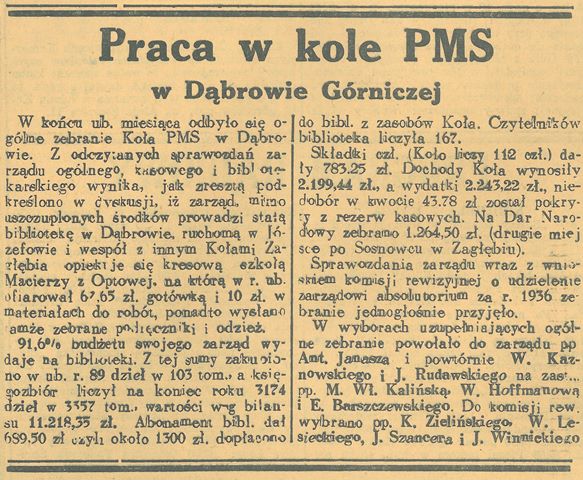 Praca w kole PMS
w Dąbrowie Górniczej
W końcu ub. miesiąca odbyło się o-
gólne zebranie Koła PMS w Dąbro-
wie. Z odczytanych sprawozdań za-
rządu ogólnego, kasowego i bibliote
karskiego wynika, jak zresztą pod-
kreślono w dyskusji, iż zarząd, mimo
uszczuplonych środków prowadzi stałą
bibliotekę w Dąbrowie, ruchomą w Jó-
zefowie i wespół z innym Kołami Za-
głębia opiekuje się kresową szkołą
Macierzy z Optowej, na którą w r. ub.
ofiarował 67,65 zł, gotówką i 10 zł. w
materiałach do robót, ponadto wysłano
tamże zebrane podręczniki i odzież.
91,6% budżetu swojego zarząd wy-
daje na biblioteki. Z tej sumy zakupio-
no w ub. r. 89 dzieł w 103 tom., a księ-
gozbiór liczył na koniec roku 3174
dzieł w 3357 tom., wartości w-g bilan-
su 11.218,35 zł. Abonament bibl. dał
689.50 zł czyli około 1300 zł. dopłacono
do bibl. z zasobów Koła. Czytelników
biblioteka liczyła 167.
Składki czł. (Koło liczy 112 czł.) da-
ły 783.25 zł. Dochody Koła wynosiły
2.199,44 zł., a wydatki 2.243,22 zł., nie-
dobór w kwocie 43.78 zł został pokry-
ty z rezerw kasowych. Na Dar Naro-
dowy zebrano 1.264,50 zł. (drugie miej
sce po Sosnowcu w Zagłębiu).
Sprawozdania zarządu wraz z wnio-
skiem komisji rewizyjnej o udzielenie
zarządowi absolutorium za r. 1936 ze-
branie jednogłośnie przyjęło.
W wyborach uzupełniających ogól-
ne zebranie powołało do zarządu pp
Ant. Janasza i powtórnie W. Kaz-
nowskiego i J. Rudawskiego na zast...
pp. M. Wł. Kalińską, W. Hoffmanową
i E. Barszczewskiego. Do komisji rew.
wybrano pp. K. Zielińskiego, W. Le-
sieckiego, J. Szancera i J. Winnickiego